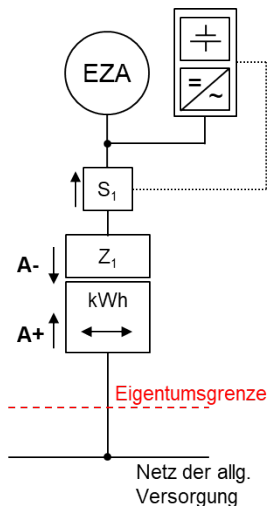 EZA
=
~
S₁
Z₁
A-
kWh
A+
Eigentumsgrenze
Netz der allg.
Versorgung